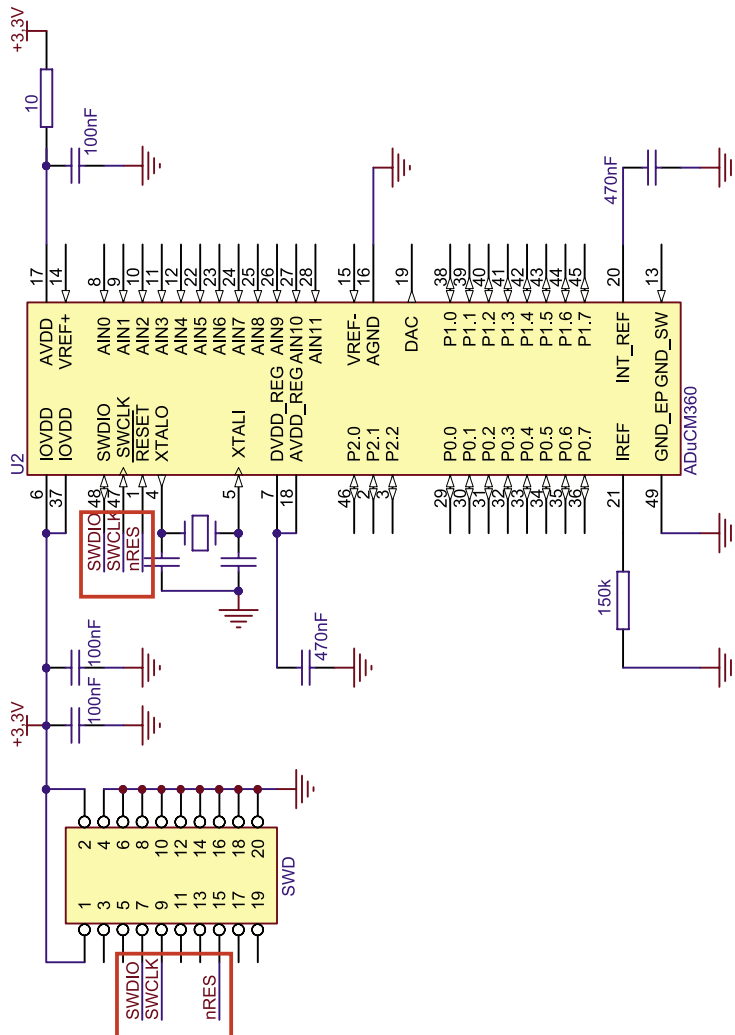 +3,3V
10
100nF
17
14
8
9
10
11
12
22
23
24
25
26
27
28
15
16
19
38
39
40
41
42
43
44
45
20
13
470nF
AVDD
VREF+
AIN0
AIN1
AIN2
AIN3
AIN4
AIN5
AIN6
AIN7
AIN8
AIN9
AIN10
AIN11
VREF-
AGND
DAC
P1.0
P1.1
P1.2
P1.3
P1.4
P1.5
P1.6
P1.7
INT_REF
GND_SW
U2
IOVDD
IOVDD
SWDIO
SWCLK
RESET
XTALO
XTALI
DVDD_REG
AVDD_REG
P2.0
P2.1
P2.2
P0.0
P0.1
P0.2
P0.3
P0.4
P0.5
P0.6
P0.7
IREF
GND_EP
ADuCM360
6
37
48
47
1
4
5
7
18
46
2
3
29
30
31
32
33
34
35
36
21
49
SWDIO
SWCLK
nRES
150k
470nF
100nF
100nF
+3,3V
2
4
6
8
10
12
14
16
18
20
1
3
5
7
9
11
13
15
17
19
SWD
SWDIO
SWCLK
nRES